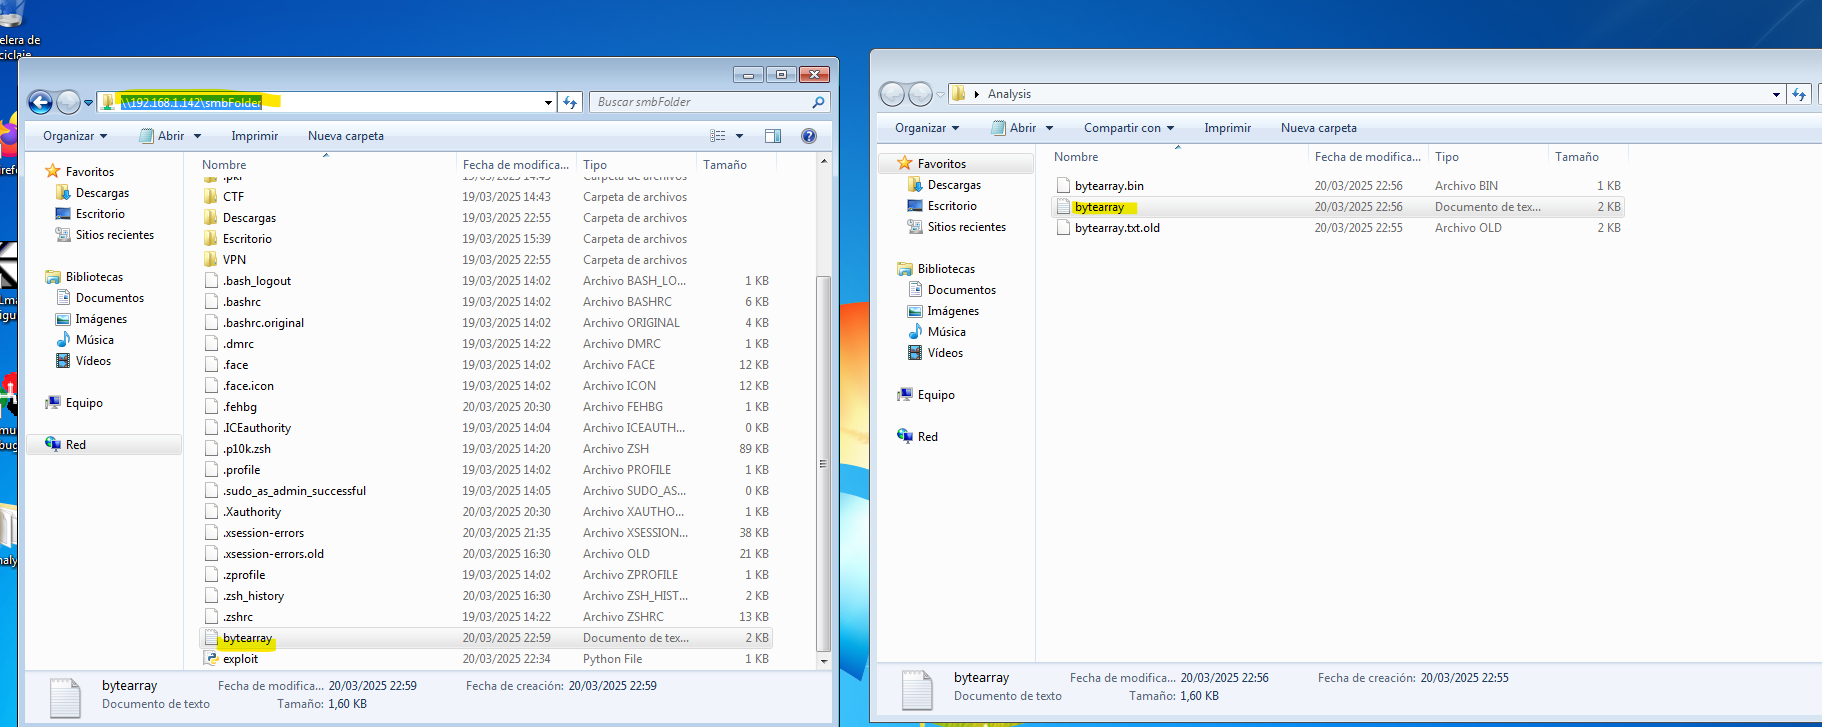 elera de
ciclaje
\\192.168.1.142\smbFolder
Buscar smbFolder
Organizar
Abrir
Imprimir
Nueva carpeta
Favoritos
Descargas
Escritorio
Sitios recientes
Bibliotecas
Documentos
Imágenes
Música
Vídeos
Equipo
Red
Nombre Fecha de modifica... Tipo Tamaño
.pki 19/03/2025 14:43 Carpeta de archivos
CTF 19/03/2025 14:43 Carpeta de archivos
Descargas 19/03/2025 22:55 Carpeta de archivos
Escritorio 19/03/2025 15:39 Carpeta de archivos
VPN 19/03/2025 22:55 Carpeta de archivos
.bash_logout 19/03/2025 14:02 Archivo BASH_LO... 1 KB
.bashrc 19/03/2025 14:02 Archivo BASHRC 6 KB
.bashrc.original 19/03/2025 14:02 Archivo ORIGINAL 4 KB
.dmrc 19/03/2025 14:22 Archivo DMRC 1 KB
.face 19/03/2025 14:02 Archivo FACE 12 KB
.face.icon 19/03/2025 14:02 Archivo ICON 12 KB
.fehbg 20/03/2025 20:30 Archivo FEHBG 1 KB
.ICEauthority 19/03/2025 14:04 Archivo ICEAUTH... 0 KB
.p10k.zsh 19/03/2025 14:20 Archivo ZSH 89 KB
.profile 19/03/2025 14:02 Archivo PROFILE 1 KB
.sudo_as_admin_successful 19/03/2025 14:05 Archivo SUDO_AS... 0 KB
.Xauthority 20/03/2025 20:30 Archivo XAUTHO... 1 KB
.xsession-errors 20/03/2025 21:35 Archivo XSESSION... 38 KB
.xsession-errors.old 20/03/2025 16:30 Archivo OLD 21 KB
.zprofile 19/03/2025 14:02 Archivo ZPROFILE 1 KB
.zsh_history 20/03/2025 16:30 Archivo ZSH_HIST... 2 KB
.zshrc 19/03/2025 14:22 Archivo ZSHRC 13 KB
bytearray 20/03/2025 22:59 Documento de tex... 2 KB
exploit 20/03/2025 22:34 Python File 1 KB
bytearray Fecha de modifica... 20/03/2025 22:59 Fecha de creación: 20/03/2025 22:59
Documento de texto Tamaño: 1,60 KB
Analysis
Organizar
Abrir
Compartir con
Imprimir
Nueva carpeta
Favoritos
Descargas
Escritorio
Sitios recientes
Bibliotecas
Documentos
Imágenes
Música
Vídeos
Equipo
Red
Nombre Fecha de modifica... Tipo Tamaño
bytearray.bin 20/03/2025 22:56 Archivo BIN 1 KB
bytearray 20/03/2025 22:56 Documento de tex... 2 KB
bytearray.txt.old 20/03/2025 22:55 Archivo OLD 2 KB
bytearray Fecha de modifica... 20/03/2025 22:56 Fecha de creación: 20/03/2025 22:55
Documento de texto Tamaño: 1,60 KB